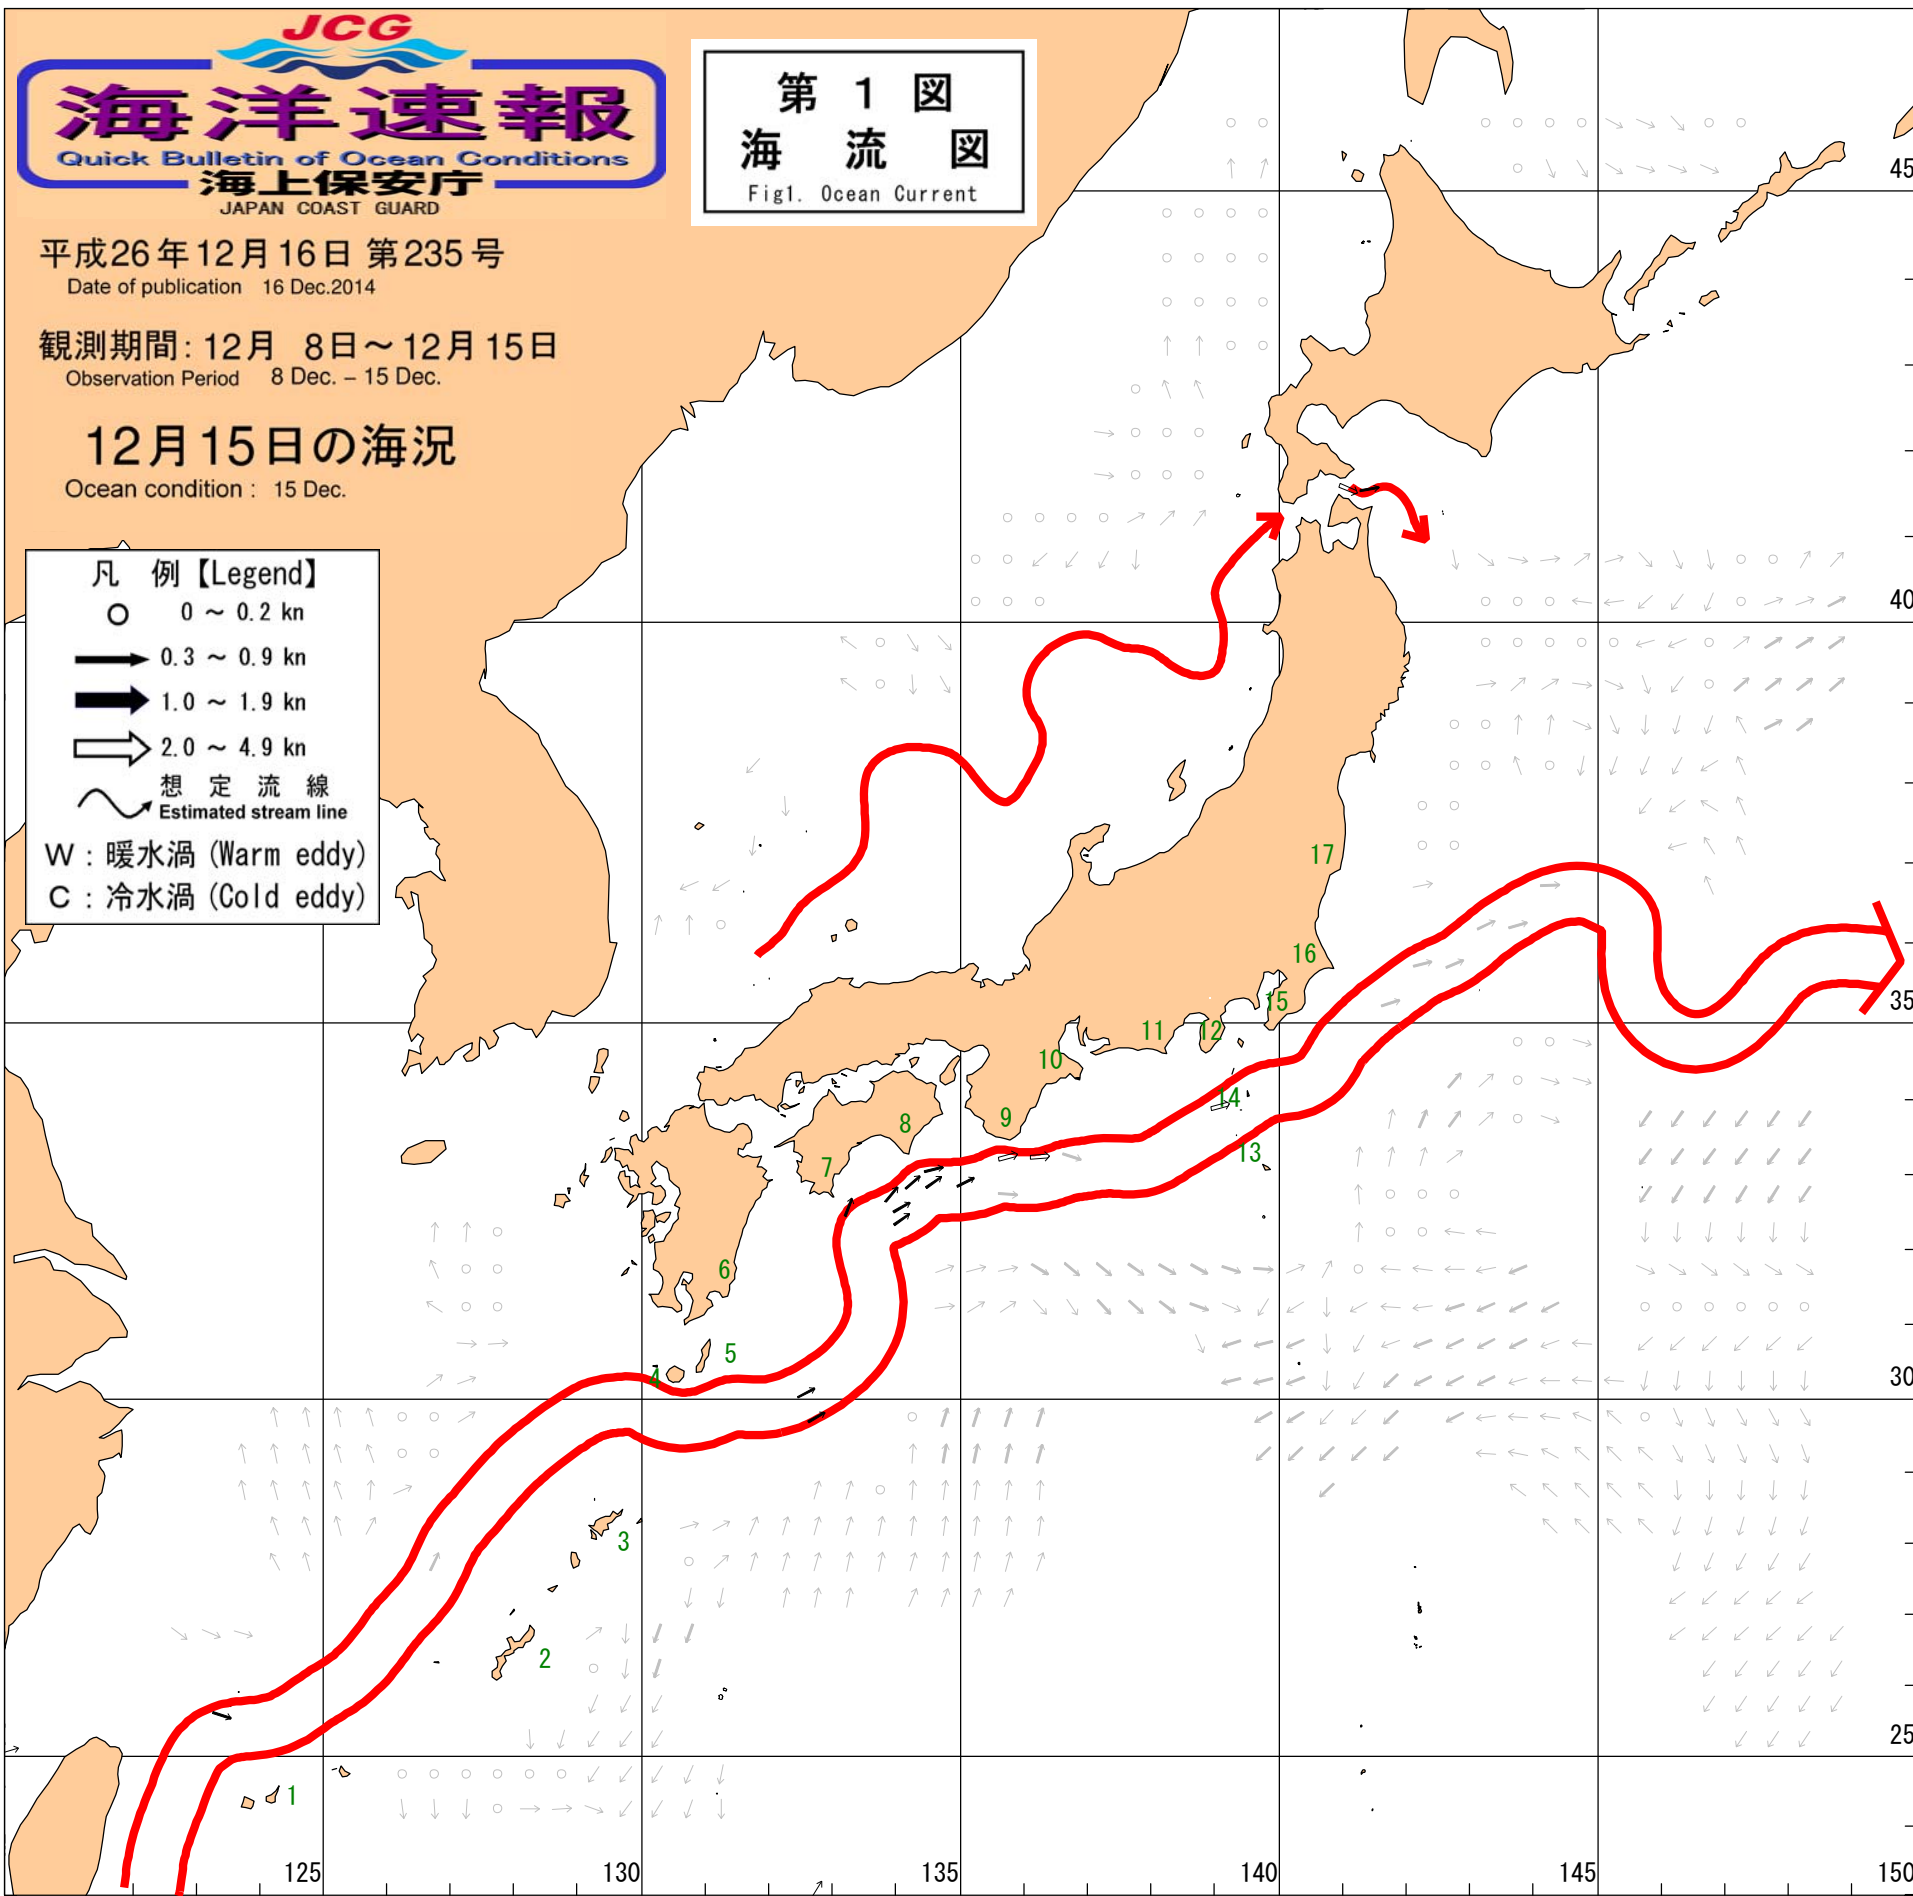 JCG
海洋速報
Quick Bulletin of Ocean Conditions
海上保安庁
JAPAN COAST GUARD
第 1 図
海 流 図
Fig1. Ocean Current
平成26年12月16日 第235号
Date of publication 16 Dec.2014
観測期間: 12月 8日～12月15日
Observation Period 8 Dec. – 15 Dec.
12月15日の海況
Ocean condition : 15 Dec.
凡 例【Legend】
0 ～ 0.2 kn
0.3 ～ 0.9 kn
1.0 ～ 1.9 kn
2.0 ～ 4.9 kn
想 定 流 線
Estimated stream line
W : 暖水渦 (Warm eddy)
C : 冷水渦 (Cold eddy)
45
40
35
30
25
17
16
15
12
11
10
14
9
8
13
7
6
5
4
3
2
1
125
130
135
140
145
150